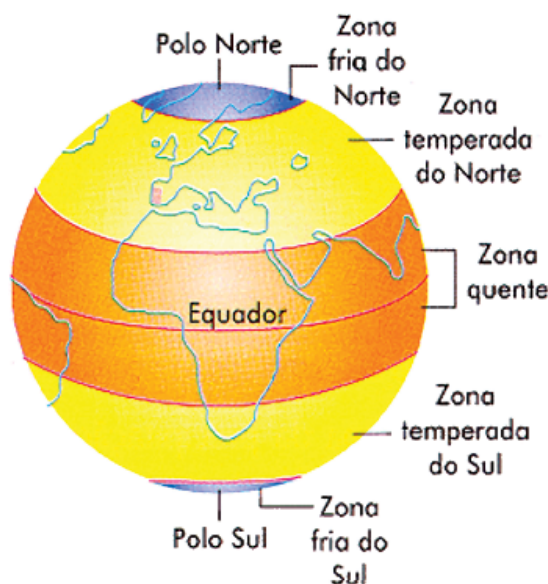 Polo Norte
Zona
fria do
Norte
Zona
temperada
do Norte
Zona
quente
Equador
Zona
temperada
do Sul
Polo Sul
Zona
fria do
Sul